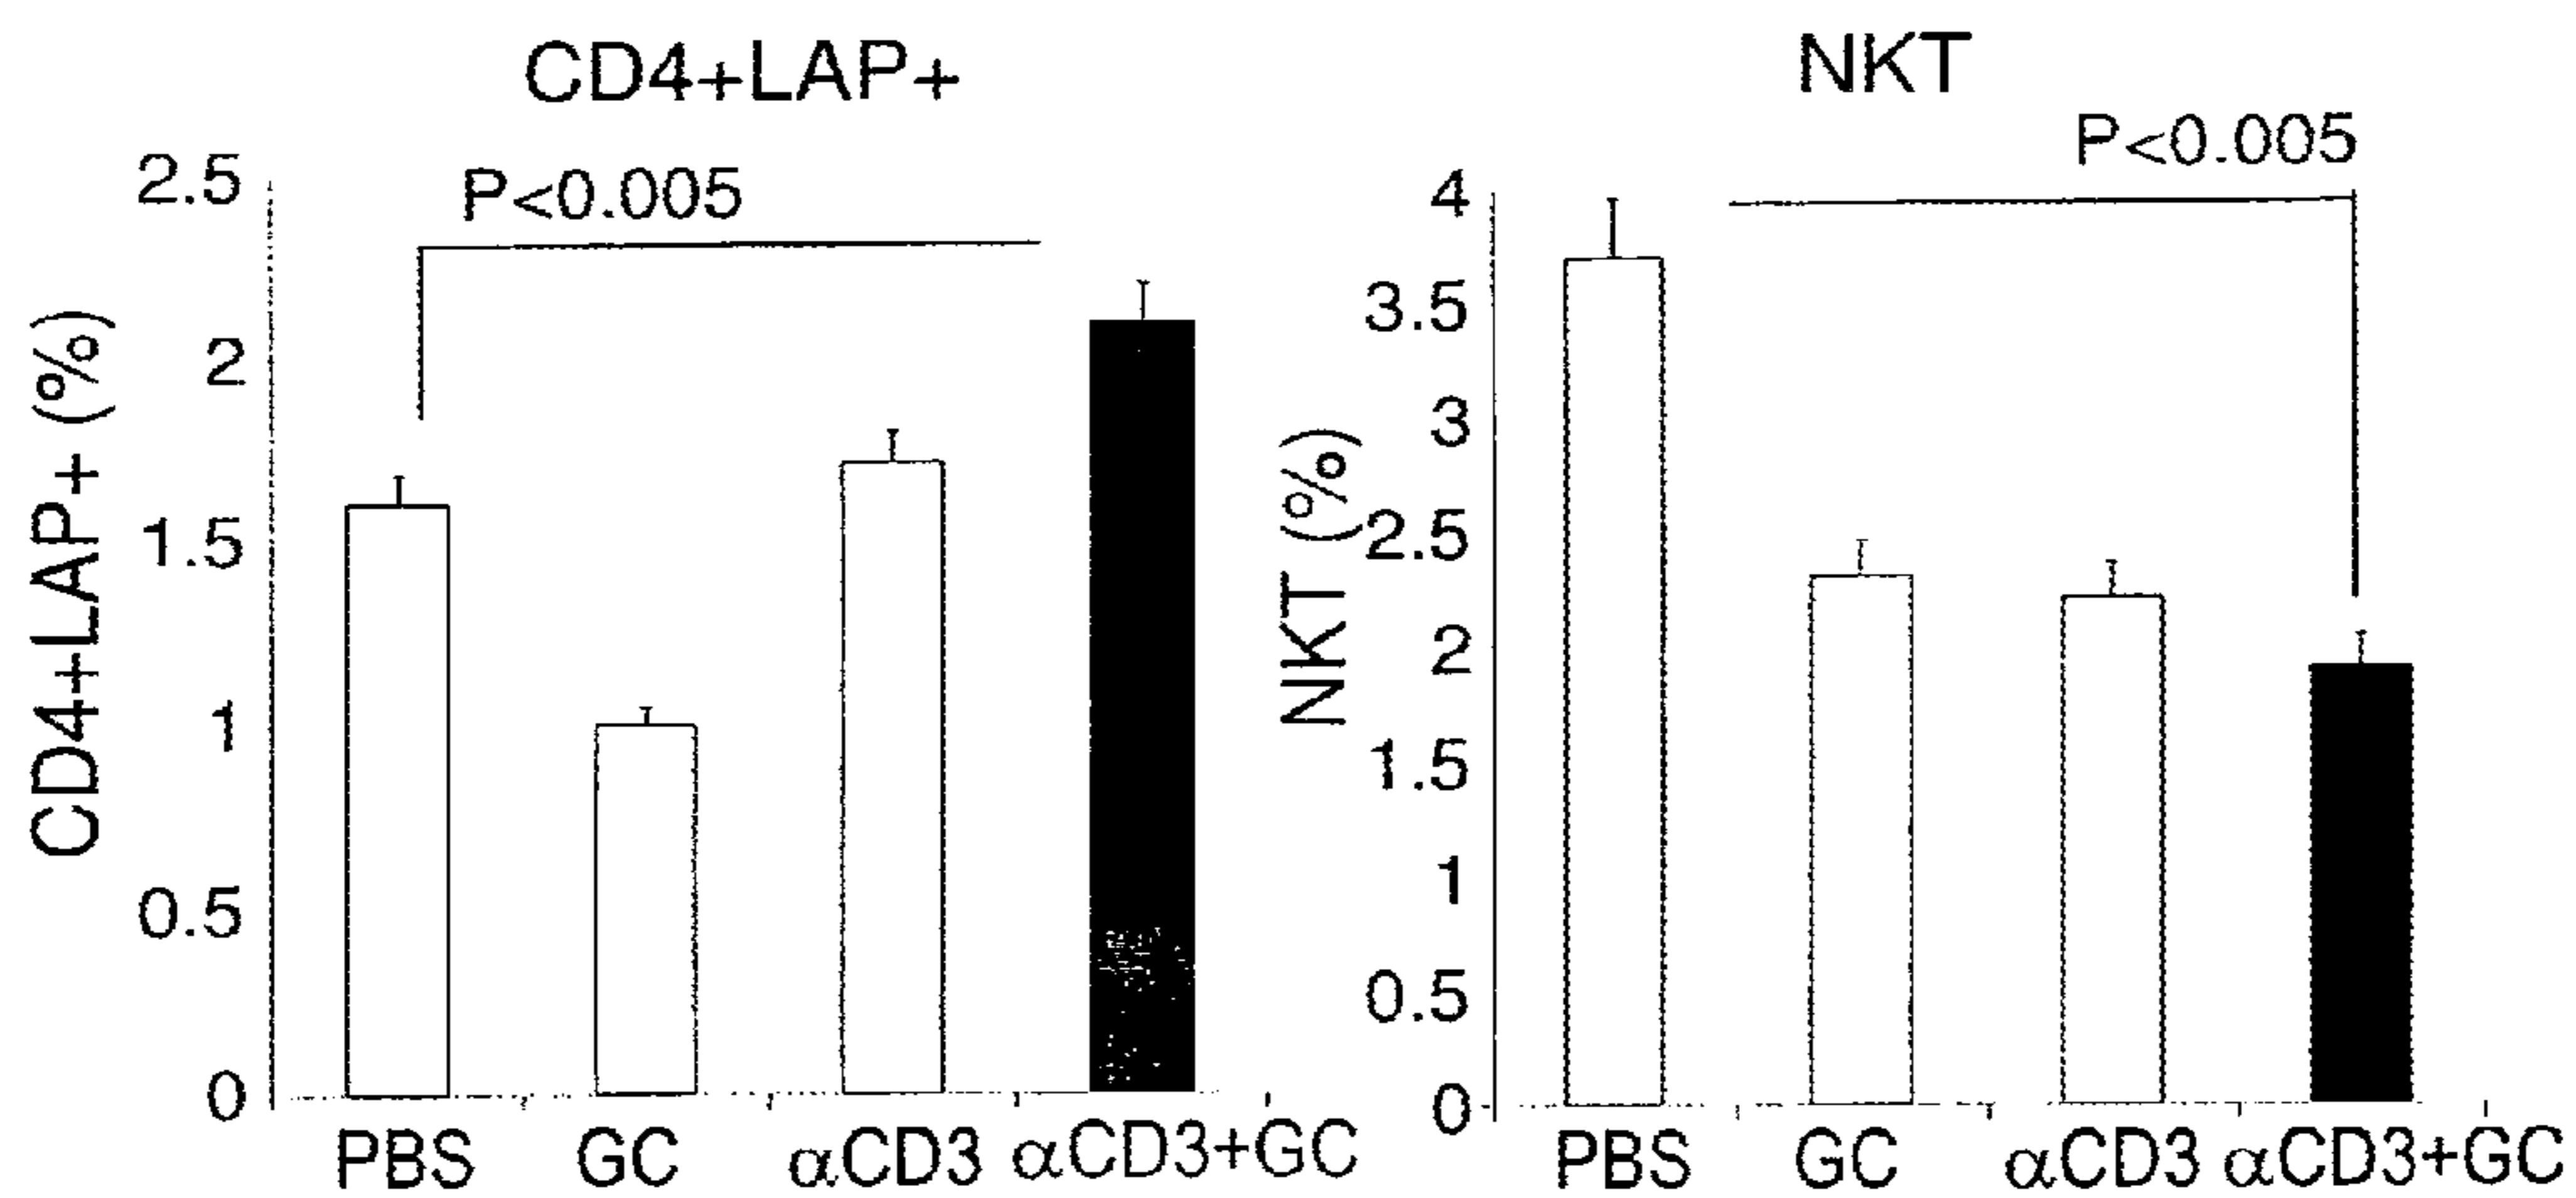 CD4+LAP+
P<0.005
CD4+LAP+ (%)
2.5
2
1.5
1
0.5
0
PBS GC αCD3 αCD3+GC
NKT
P<0.005
NKT (%)
4
3.5
3
2.5
2
1.5
1
0.5
0
PBS GC αCD3 αCD3+GC